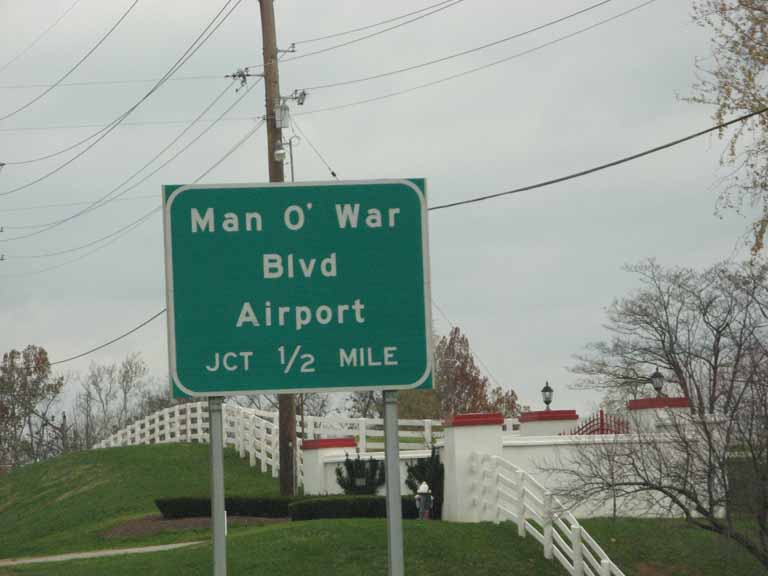 Man O' War
Blvd
Airport
JCT 1/2 MILE